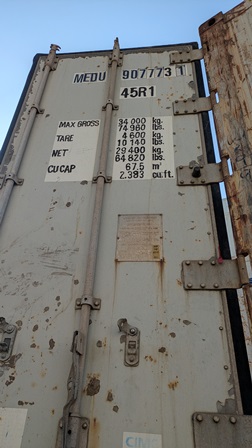 MEDU 907773 1
45R1
MAX GROSS 34 000 kg.
74 960 lbs.
TARE 4 600 kg.
10 140 lbs.
NET 29 400 kg.
64 820 lbs.
CU CAP 67.5 m³
2.383 cu.ft.